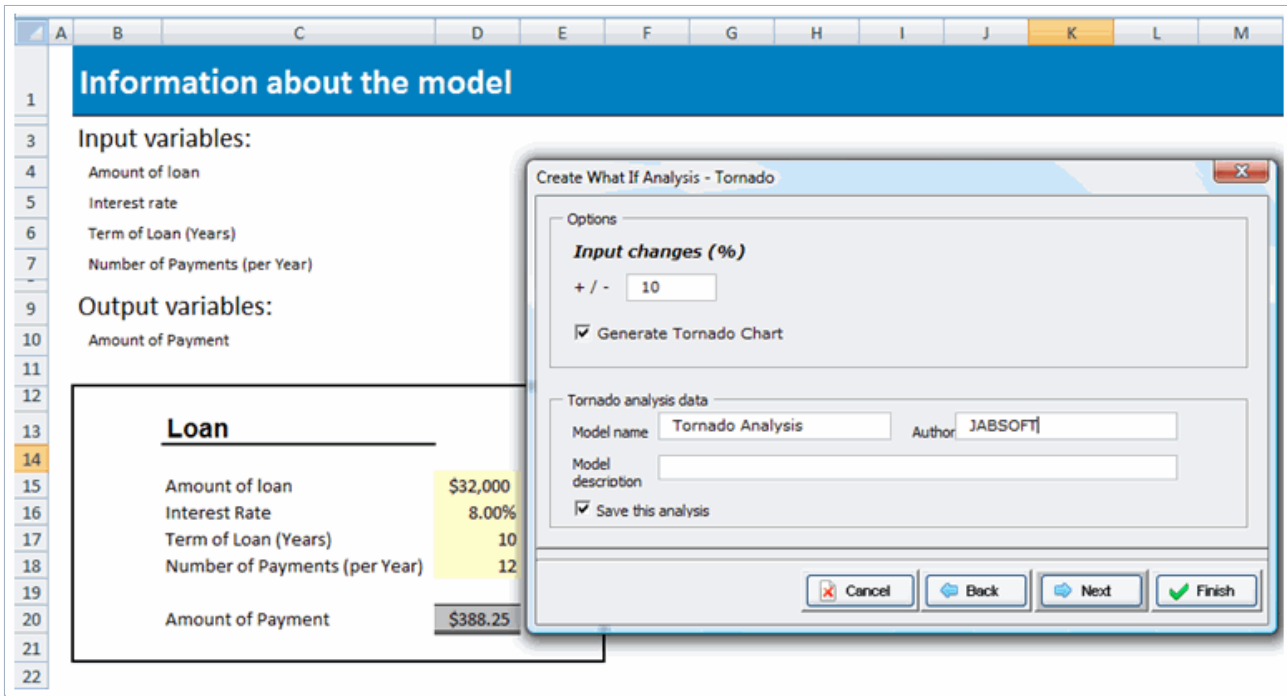 A B C D E F G H I J K L M
1 Information about the model
3 Input variables:
4 Amount of loan
5 Interest rate
6 Term of Loan (Years)
7 Number of Payments (per Year)
9 Output variables:
10 Amount of Payment
11
12
13 Loan
14
15 Amount of loan $32,000
16 Interest Rate 8.00%
17 Term of Loan (Years) 10
18 Number of Payments (per Year) 12
19
20 Amount of Payment $388.25
21
22
Create What If Analysis - Tornado
Options
Input changes (%)
+ / - 10
Generate Tornado Chart
Tornado analysis data
Model name Tornado Analysis Author JABSOFT
Model
description
Save this analysis
Cancel Back Next Finish